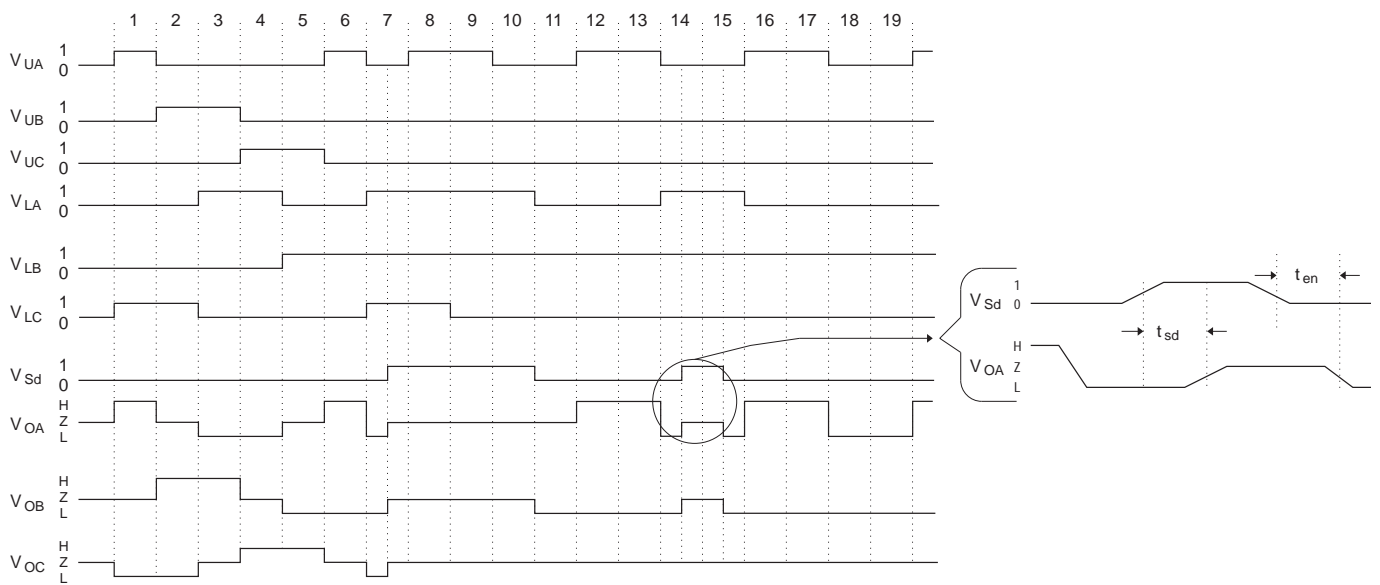 1 2 3 4 5 6 7 8 9 10 11 12 13 14 15 16 17 18 19
V UA 1 0
V UB 1 0
V UC 1 0
V LA 1 0
V LB 1 0
V LC 1 0
V Sd 1 0
V OA H Z L
V OB H Z L
V OC H Z L
V Sd 1 0
t en
t sd
V OA H Z L